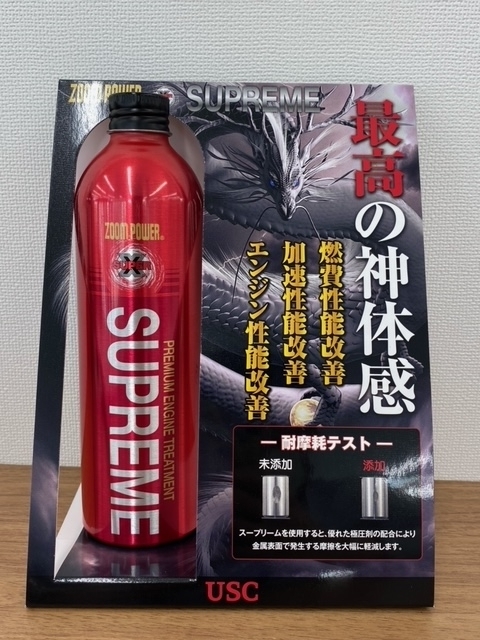 ZOOM POWER
SUPREME
最高の神体感
燃費性能改善
加速性能改善
エンジン性能改善
ZOOM POWER®
SUPREME
PREMIUM ENGINE TREATMENT
― 耐摩耗テスト ―
未添加
添加
スープリームを使用すると、優れた極圧剤の配合により
金属表面で発生する摩擦を大幅に軽減します。
USC